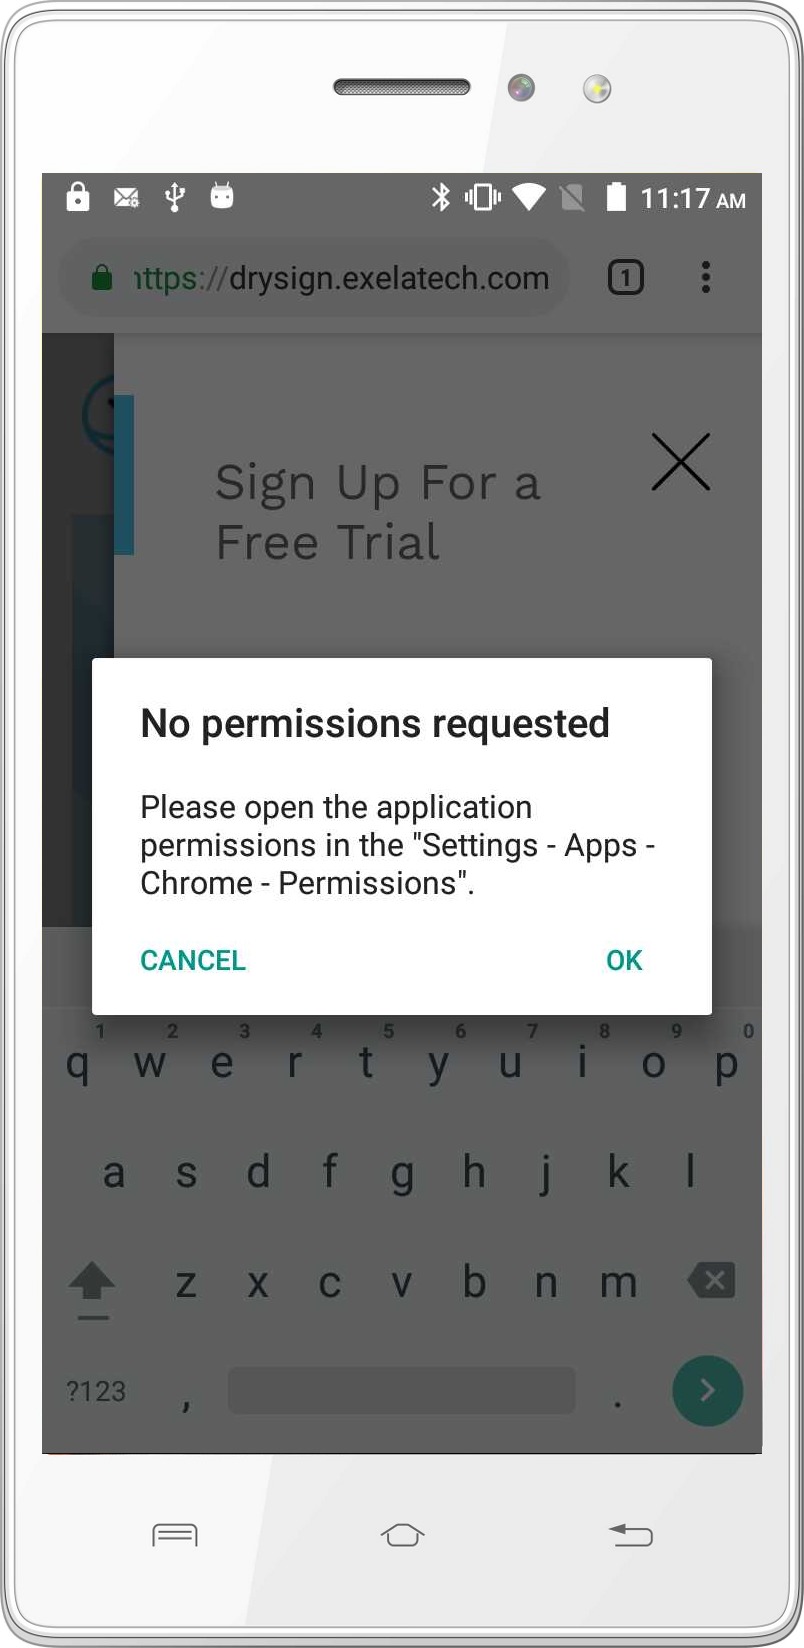 11:17 AM
https://drysign.exelatech.com
1
Sign Up For a
Free Trial
No permissions requested
Please open the application
permissions in the "Settings - Apps -
Chrome - Permissions".
CANCEL OK
1 2 3 4 5 6 7 8 9 0
q w e r t y u i o p
a s d f g h j k l
z x c v b n m
?123 , .